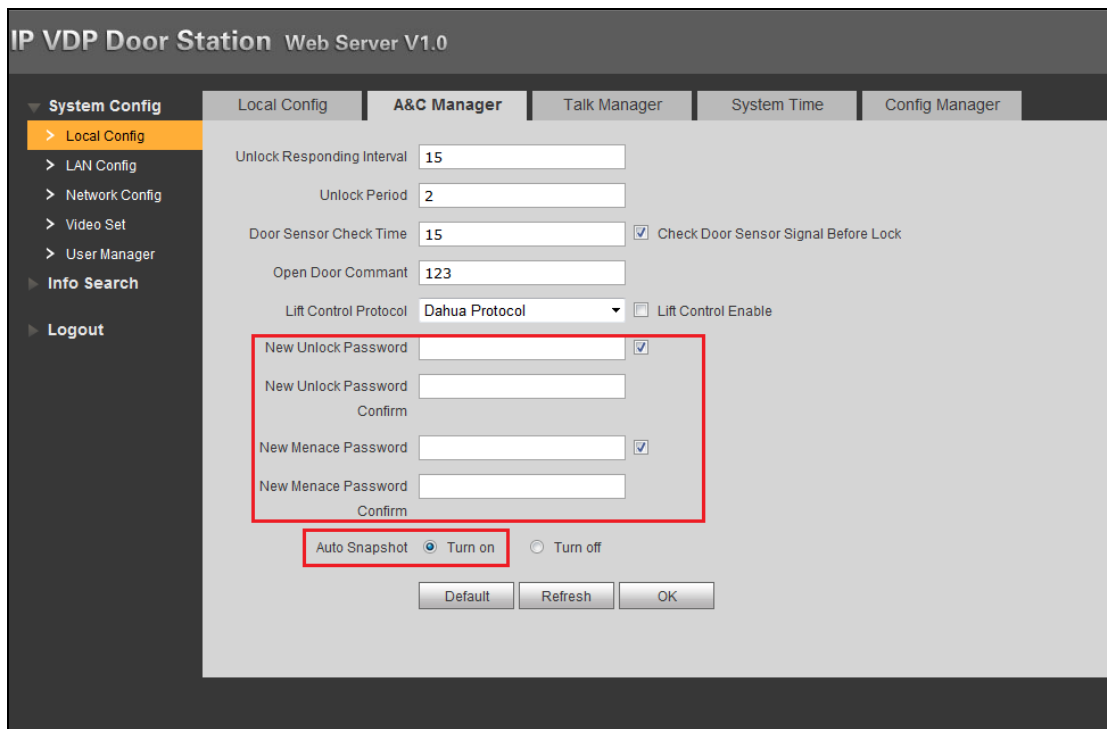 IP VDP Door Station Web Server V1.0
System Config
Local Config
LAN Config
Network Config
Video Set
User Manager
Info Search
Logout
Local Config A&C Manager Talk Manager System Time Config Manager
Unlock Responding Interval 15
Unlock Period 2
Door Sensor Check Time 15 Check Door Sensor Signal Before Lock
Open Door Commant 123
Lift Control Protocol Dahua Protocol Lift Control Enable
New Unlock Password
New Unlock Password
Confirm
New Menace Password
New Menace Password
Confirm
Auto Snapshot Turn on Turn off
Default Refresh OK